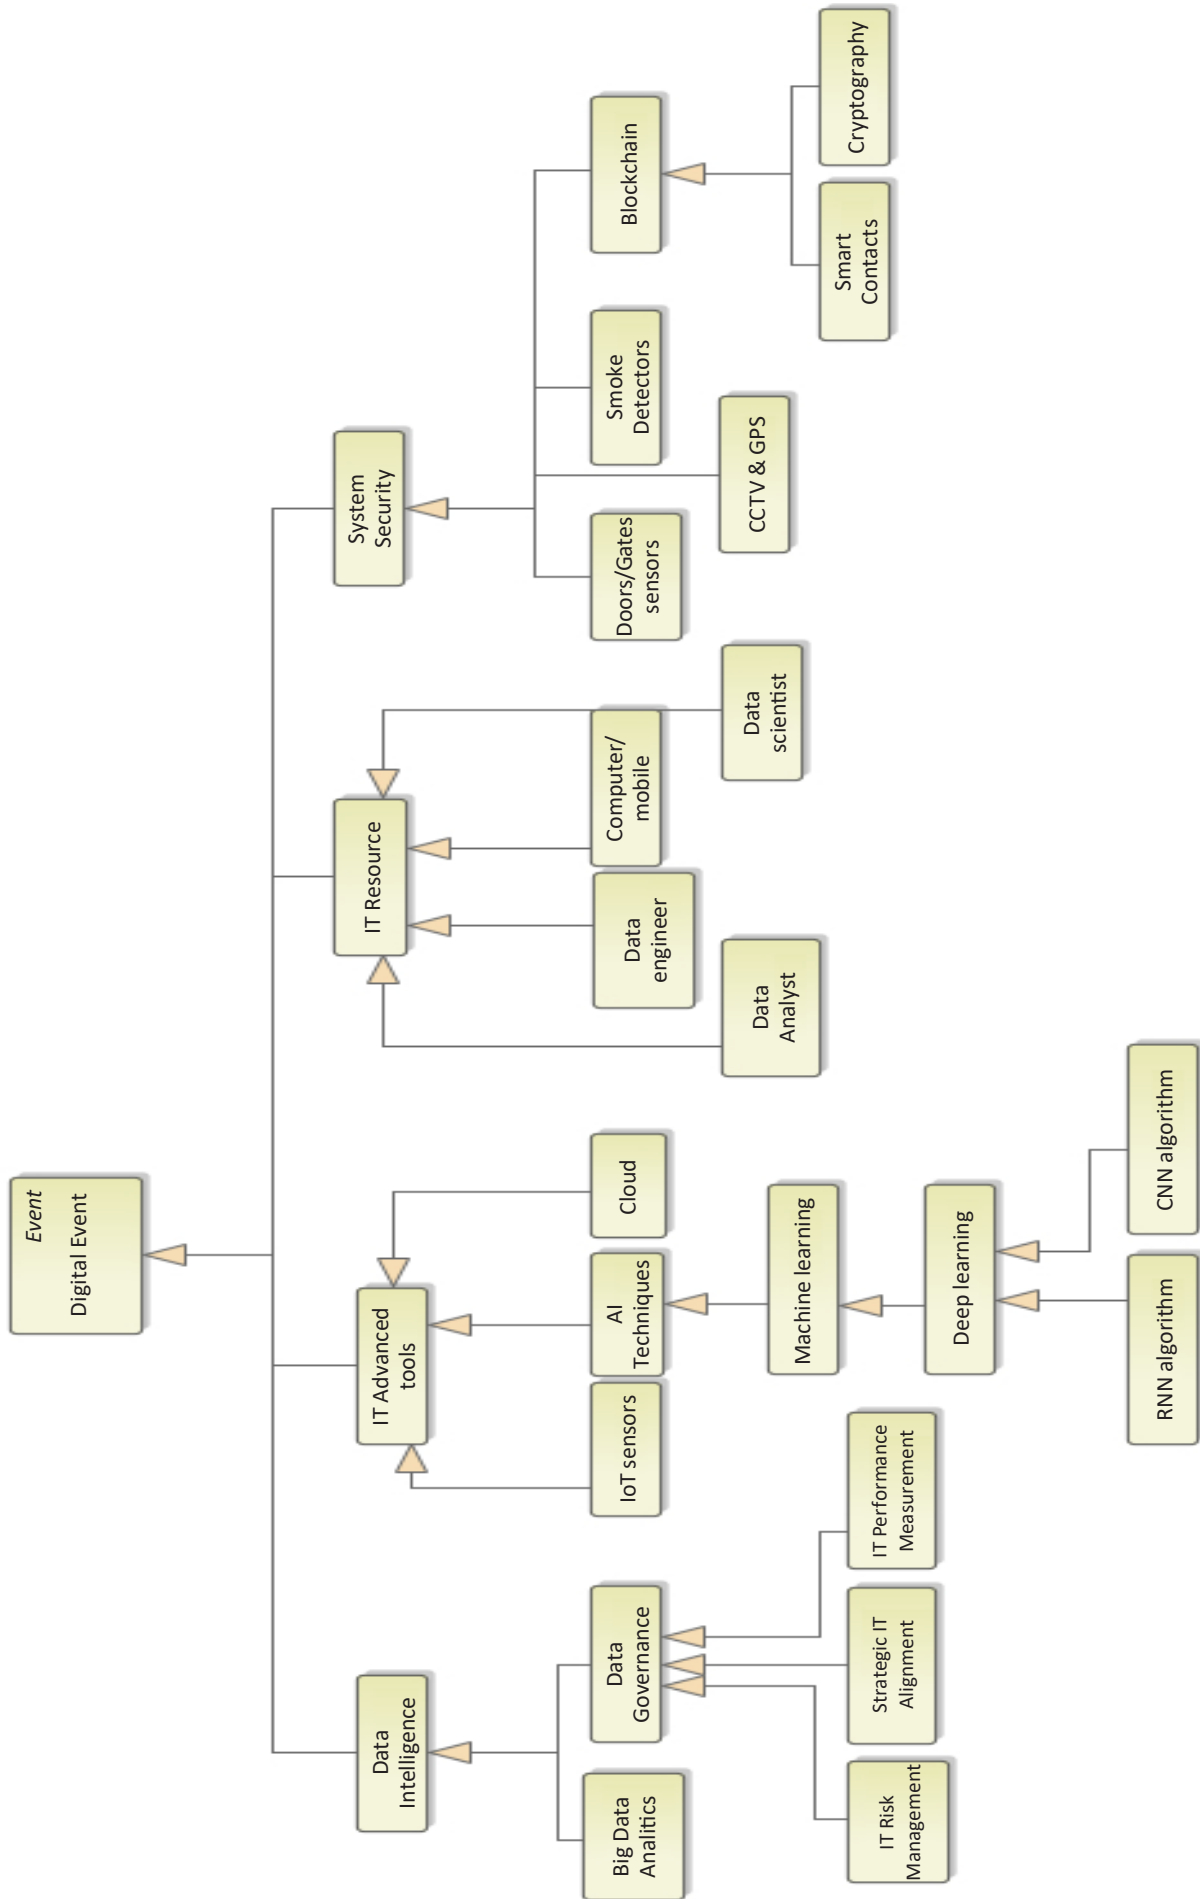 Event
Digital Event
Data
Intelligence
IT Advanced
tools
IT Resource
System
Security
Big Data
Analitics
Data
Governance
IoT sensors
AI
Techniques
Cloud
Data
engineer
Computer/
mobile
Doors/Gates
sensors
Smoke
Detectors
Blockchain
Data
Analyst
Data
scientist
CCTV & GPS
IT Risk
Management
Strategic IT
Alignment
IT Performance
Measurement
Machine learning
Smart
Contacts
Cryptography
Deep learning
RNN algorithm
CNN algorithm